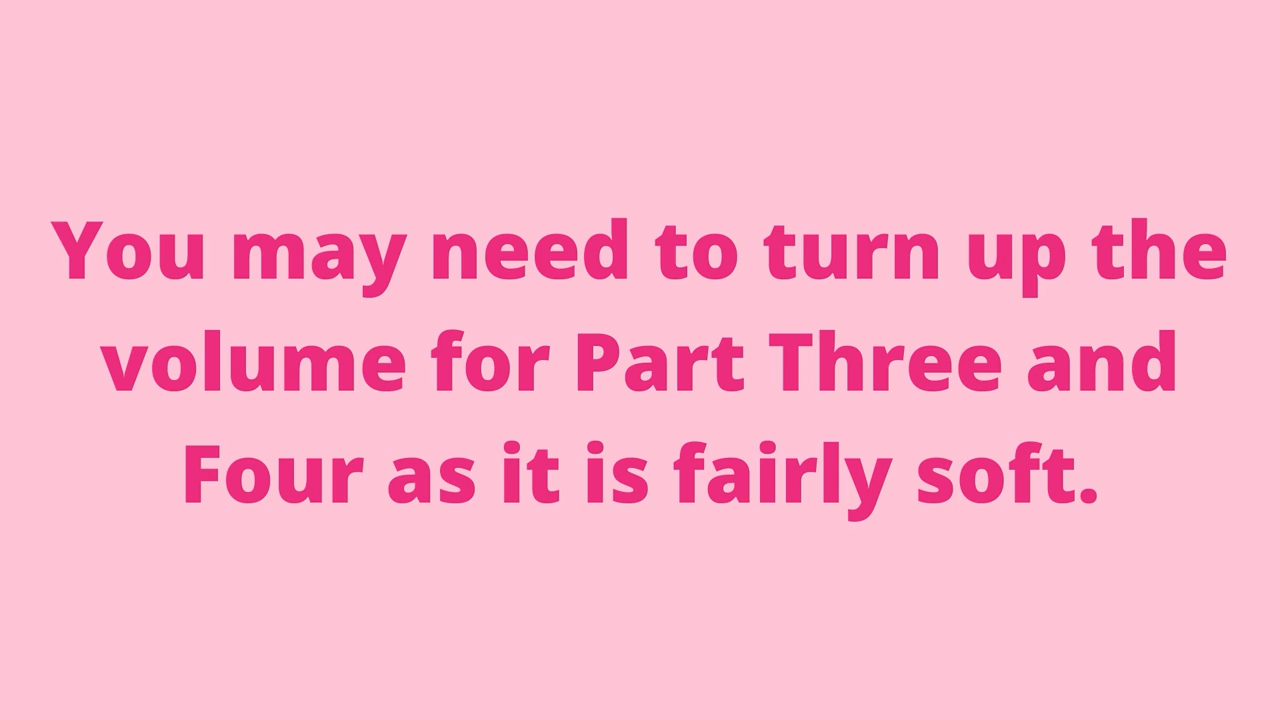 You may need to turn up the
volume for Part Three and
Four as it is fairly soft.